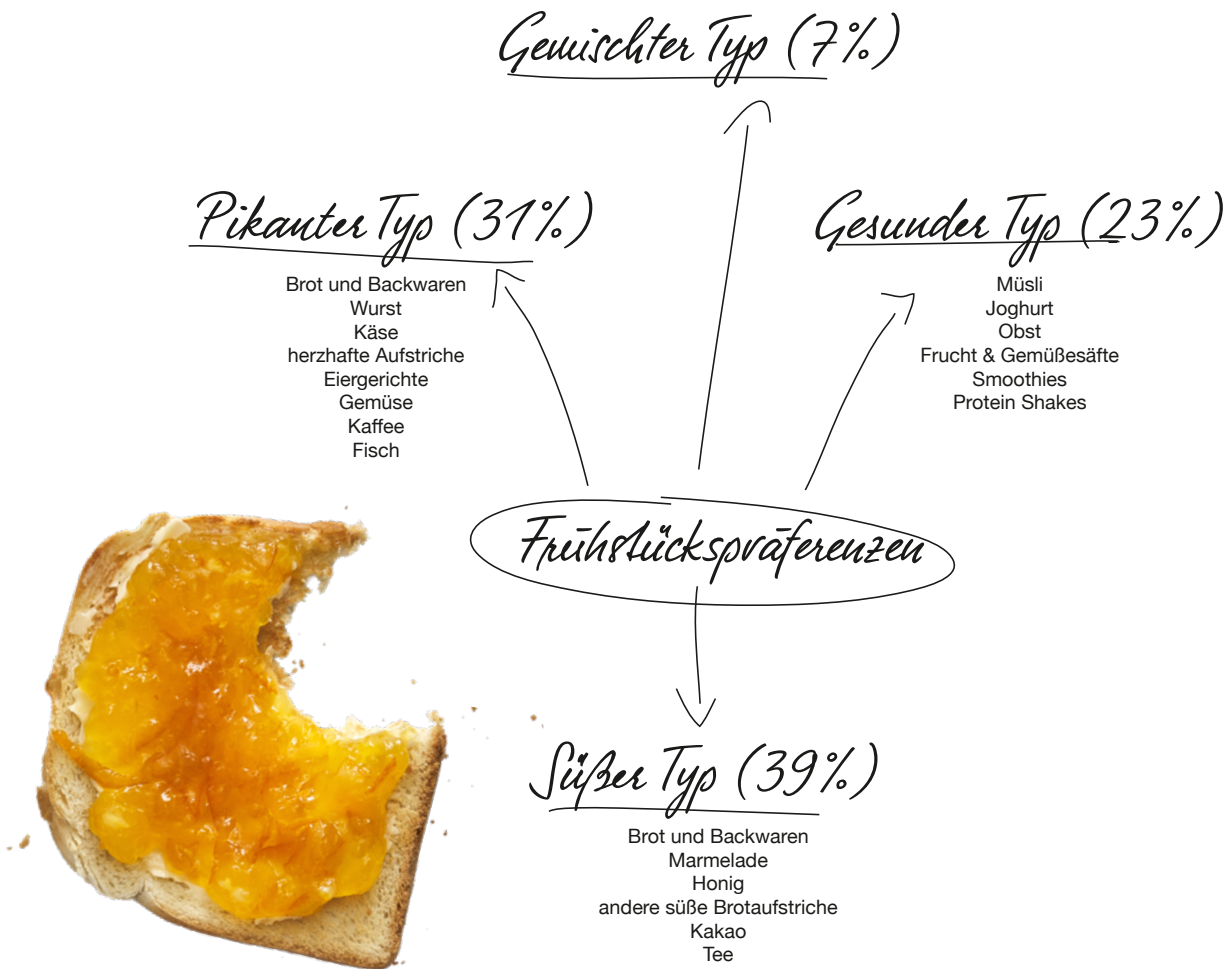 Gemischter Typ (7%)
Pikanter Typ (31%)
Brot und Backwaren
Wurst
Käse
herzhafte Aufstriche
Eiergerichte
Gemüse
Kaffee
Fisch
Gesunder Typ (23%)
Müsli
Joghurt
Obst
Frucht & Gemüßesäfte
Smoothies
Protein Shakes
Frühstückspräferenzen
Süßer Typ (39%)
Brot und Backwaren
Marmelade
Honig
andere süße Brotaufstriche
Kakao
Tee